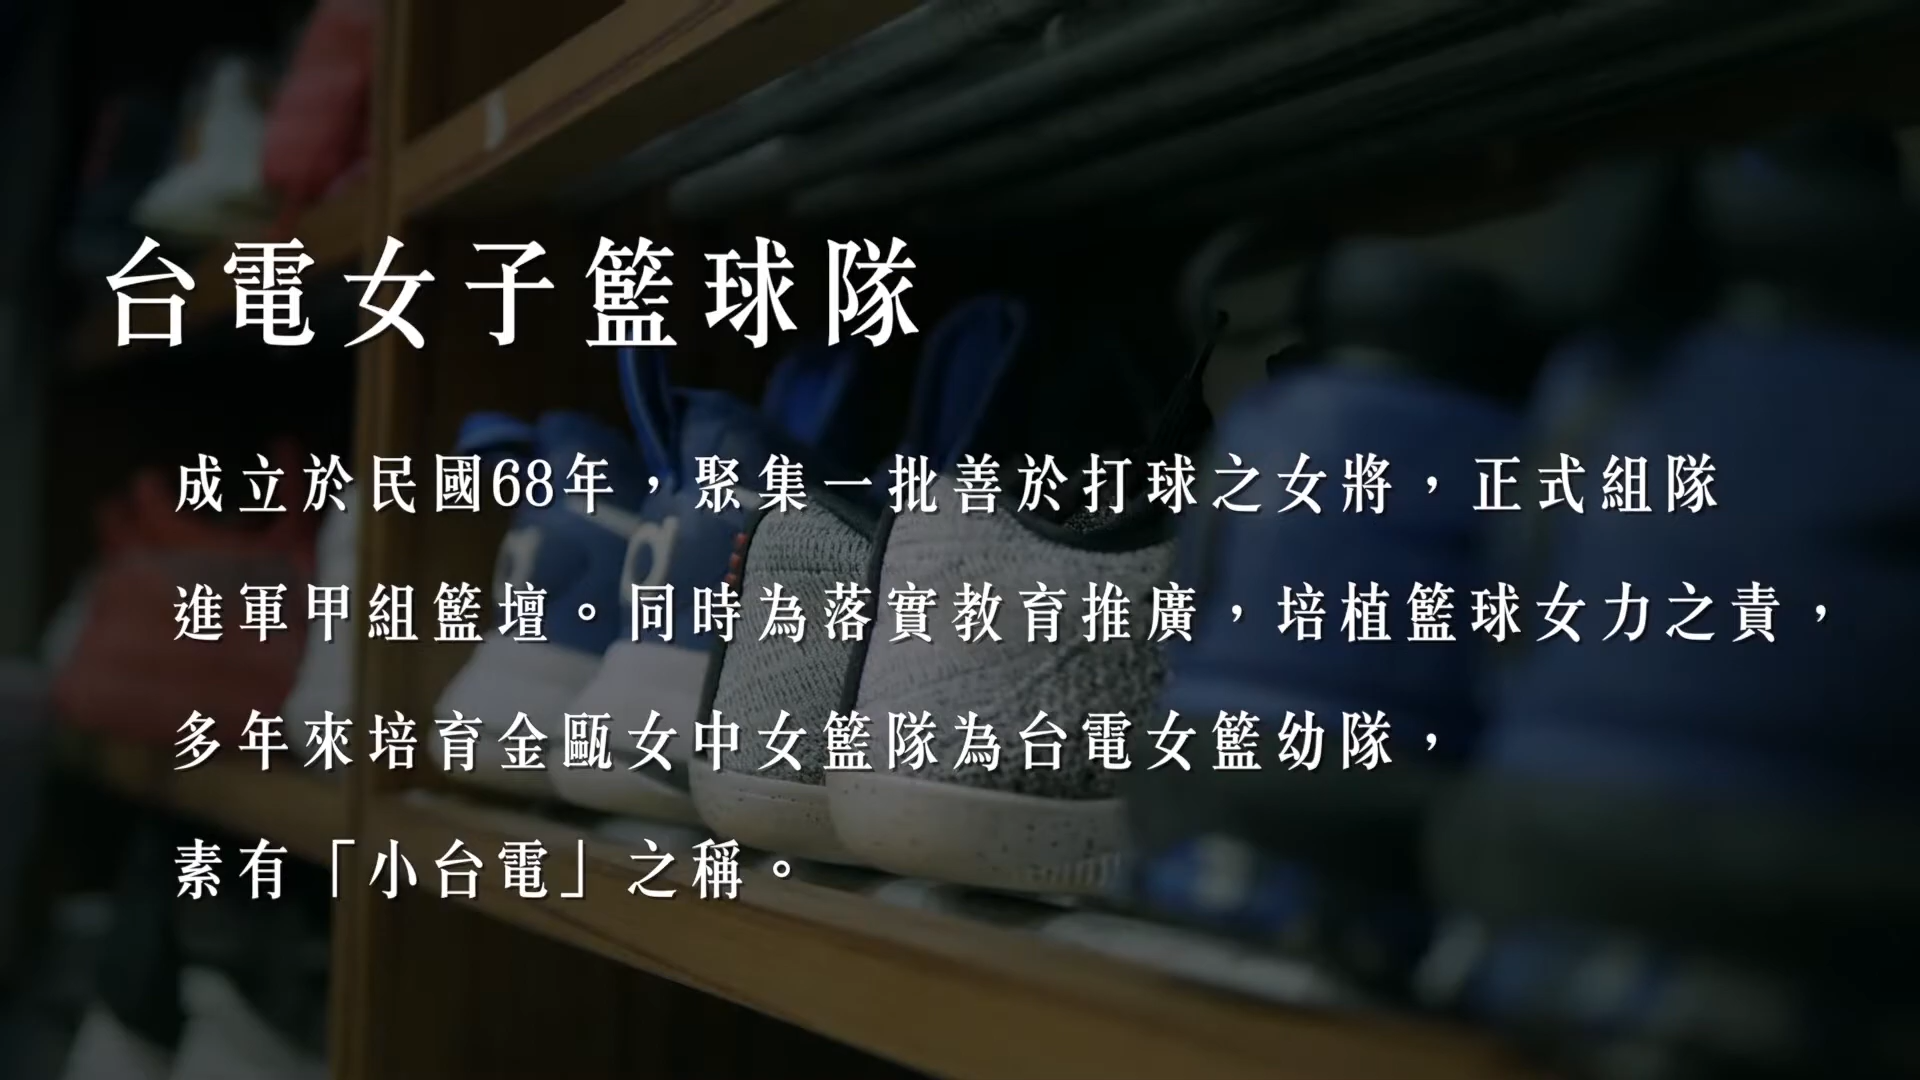 台電女子籃球隊
成立於民國68年，聚集一批善於打球之女將，正式組隊
進軍甲組籃壇。同時為落實教育推廣，培植籃球女力之責，
多年來培育金甌女中女籃隊為台電女籃幼隊，
素有「小台電」之稱。